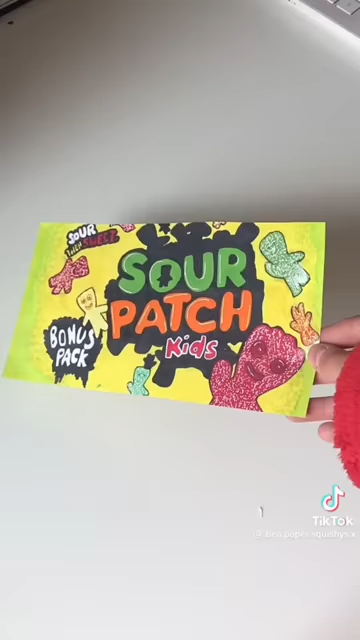 SOUR
THEN SWEET
SOUR
PATCH
Kids
BONUS
PACK
TikTok